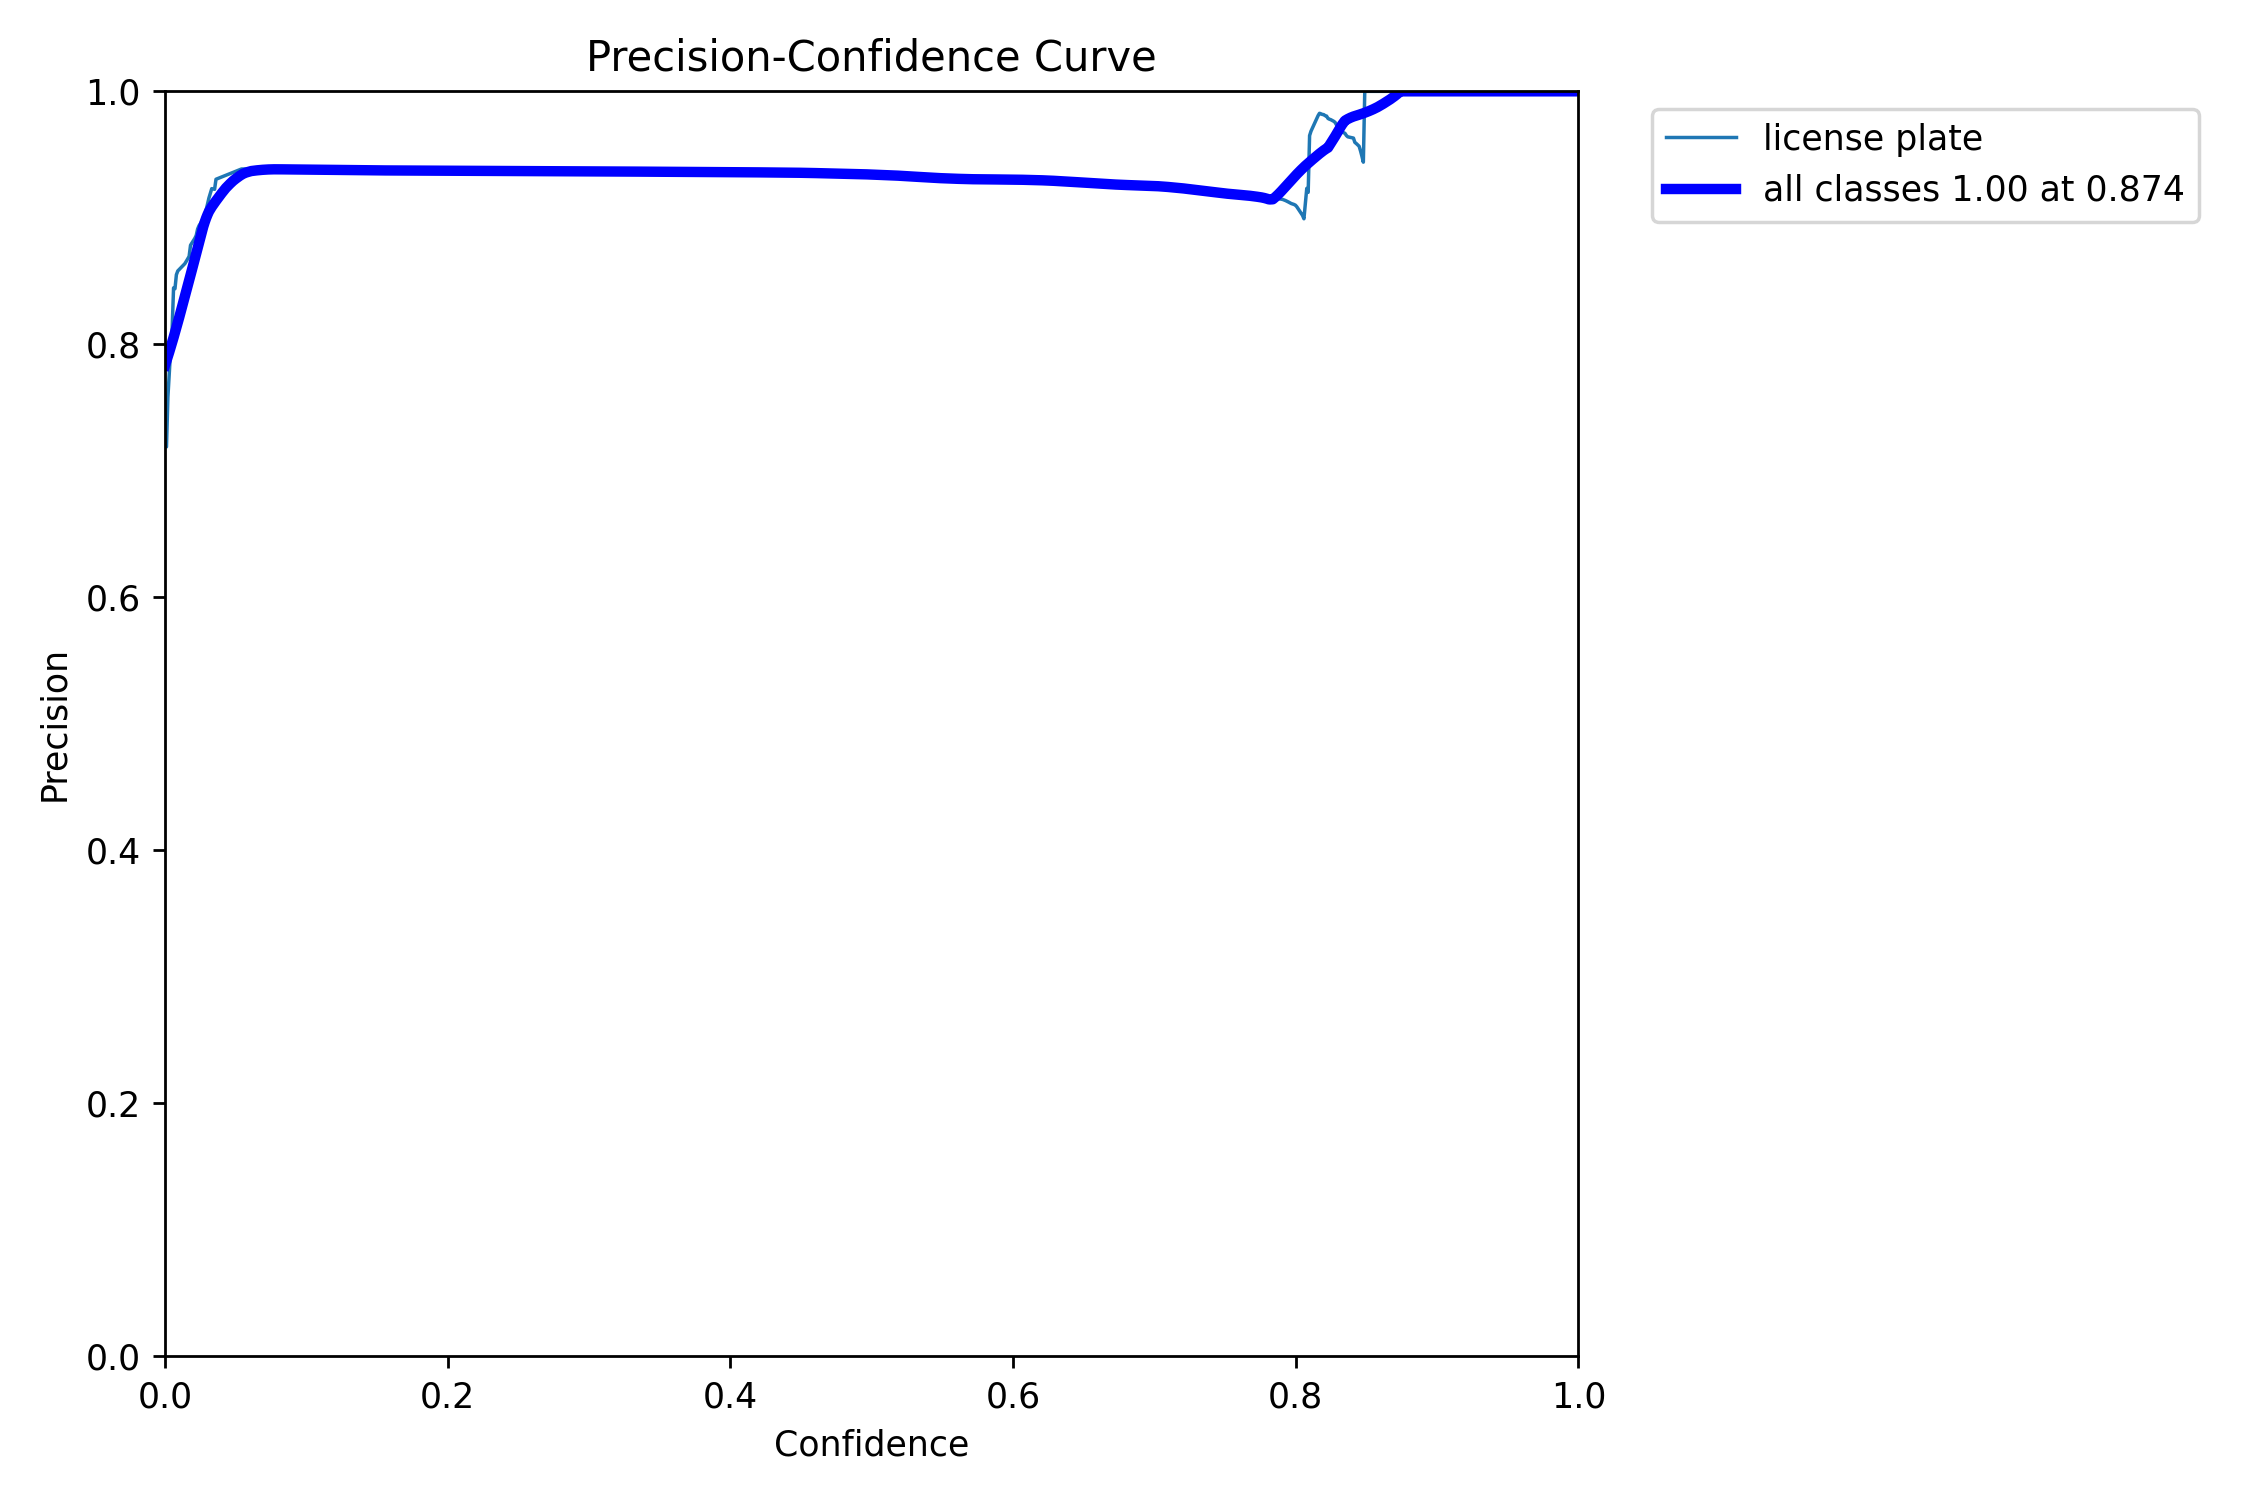 Precision-Confidence Curve
1.0
0.8
0.6
0.4
0.2
0.0
Precision
0.0 0.2 0.4 0.6 0.8 1.0
Confidence
license plate
all classes 1.00 at 0.874